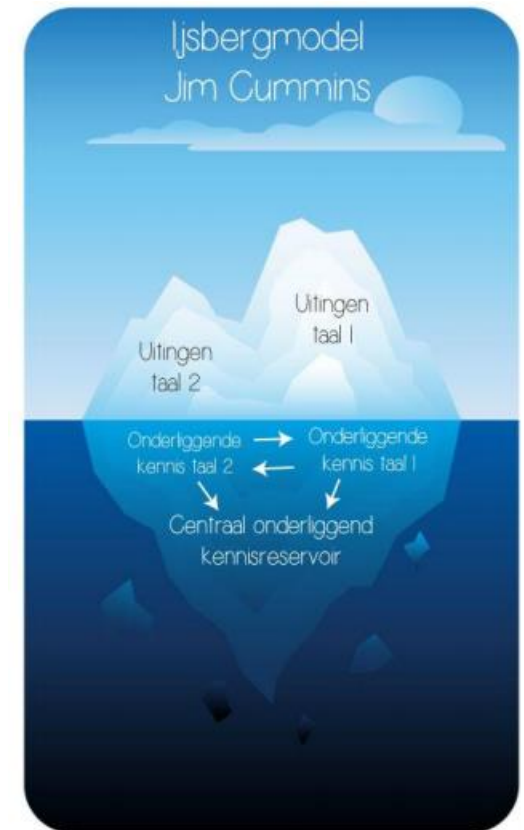 Ijsbergmodel
Jim Cummins
Uitingen
taal 1
Uitingen
taal 2
Onderliggende
kennis taal 2
Onderliggende
kennis taal 1
Centraal onderliggend
kennisreservoir